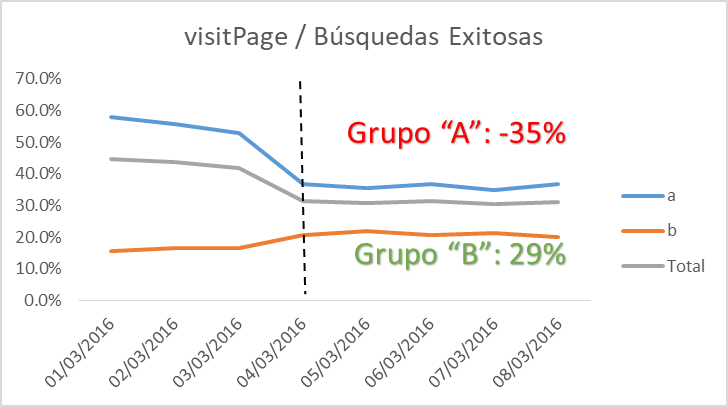 visitPage / Búsquedas Exitosas
70.0%
60.0%
50.0%
40.0%
30.0%
20.0%
10.0%
0.0%
Grupo “A”: -35%
Grupo “B”: 29%
a
b
Total
01/03/2016
02/03/2016
03/03/2016
04/03/2016
05/03/2016
06/03/2016
07/03/2016
08/03/2016